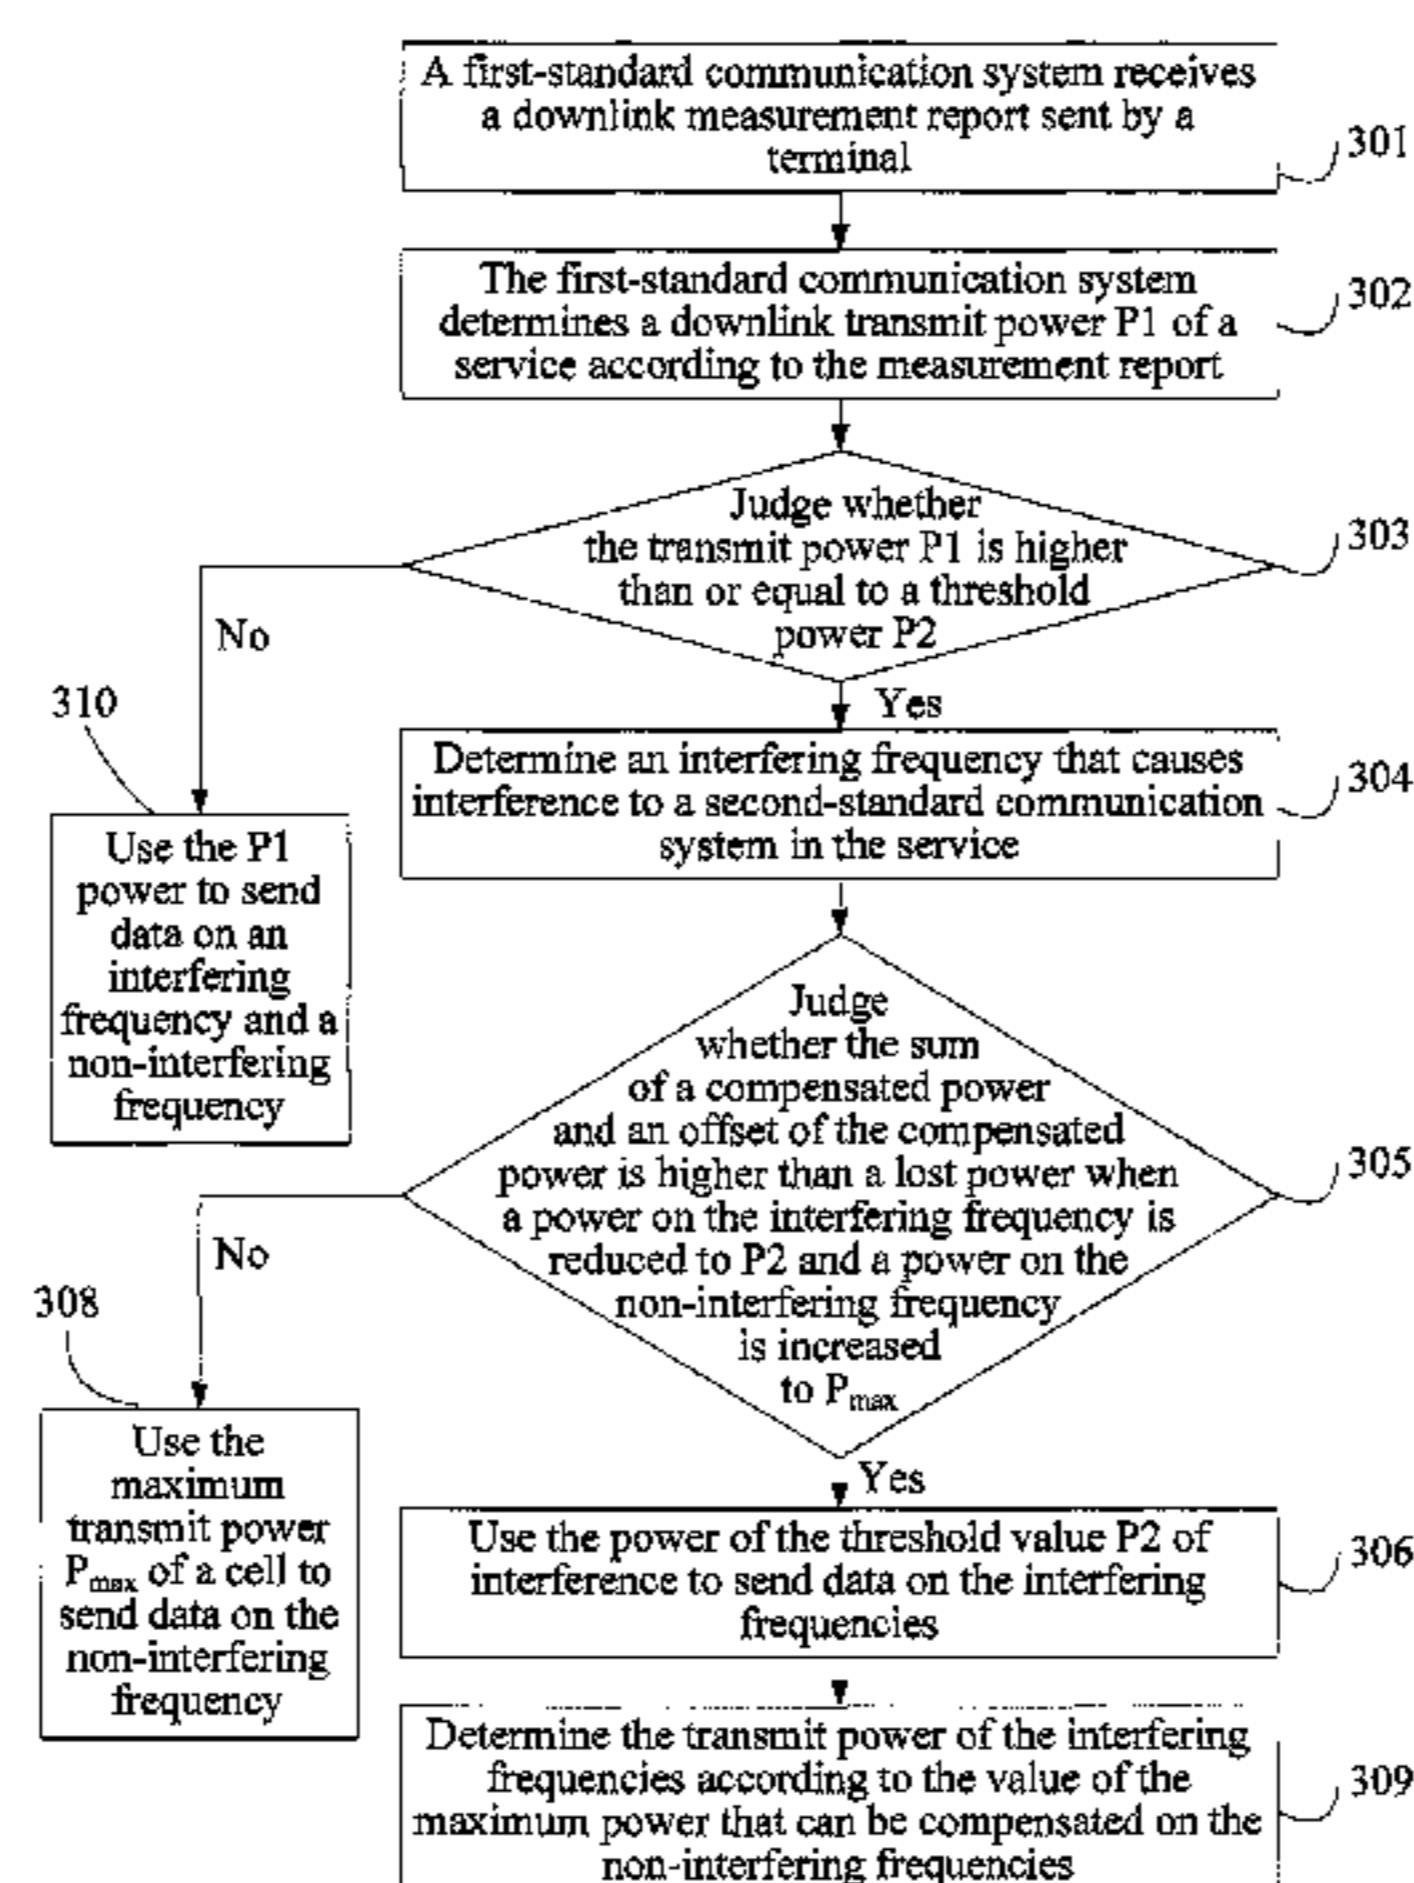 A first-standard communication system receives
a downlink measurement report sent by a
terminal
301
The first-standard communication system
determines a downlink transmit power P1 of a
service according to the measurement report
302
Judge whether
the transmit power P1 is higher
than or equal to a threshold
power P2
303
No
Yes
310
Use the P1
power to send
data on an
interfering
frequency and a
non-interfering
frequency
Determine an interfering frequency that causes
interference to a second-standard communication
system in the service
304
Judge
whether the sum
of a compensated power
and an offset of the compensated
power is higher than a lost power when
a power on the interfering frequency is
reduced to P2 and a power on the
non-interfering frequency
is increased
to Pmax
305
No
Yes
308
Use the
maximum
transmit power
Pmax of a cell to
send data on the
non-interfering
frequency
Use the power of the threshold value P2 of
interference to send data on the interfering
frequencies
306
Determine the transmit power of the interfering
frequencies according to the value of the
maximum power that can be compensated on the
non-interfering frequencies
309